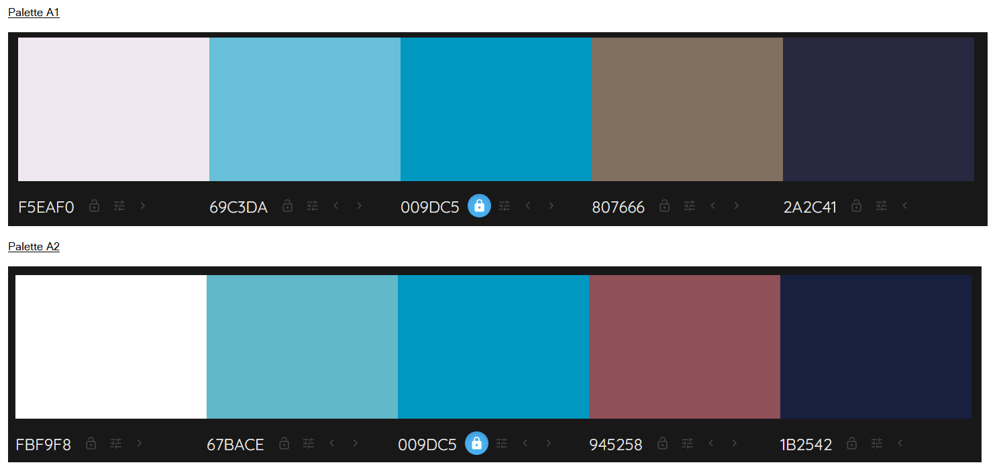 Palette A1
F5EAF0 69C3DA 009DC5 807666 2A2C41
Palette A2
FBF9F8 67BACE 009DC5 945258 1B2542